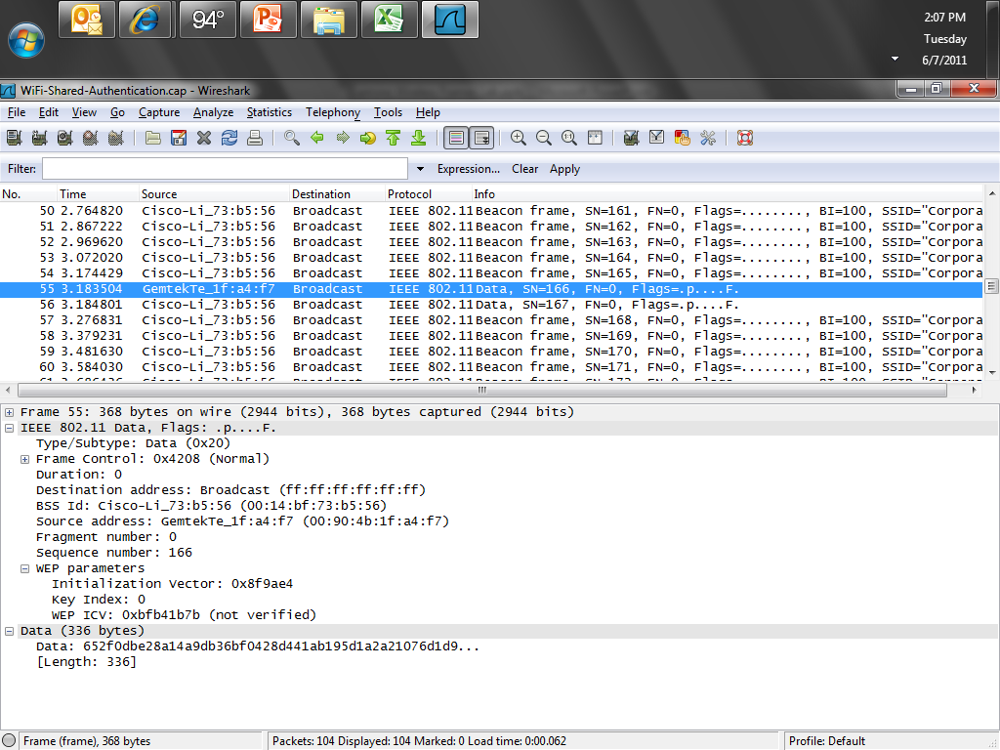 94°
2:07 PM
Tuesday
6/7/2011
WiFi-Shared-Authentication.cap - Wireshark
File Edit View Go Capture Analyze Statistics Telephony Tools Help
Filter: Expression... Clear Apply
No. Time Source Destination Protocol Info
50 2.764820 Cisco-Li_73:b5:56 Broadcast IEEE 802.11 Beacon frame, SN=161, FN=0, Flags=........, BI=100, SSID="Corpora
51 2.867222 Cisco-Li_73:b5:56 Broadcast IEEE 802.11 Beacon frame, SN=162, FN=0, Flags=........, BI=100, SSID="Corpora
52 2.969620 Cisco-Li_73:b5:56 Broadcast IEEE 802.11 Beacon frame, SN=163, FN=0, Flags=........, BI=100, SSID="Corpora
53 3.072020 Cisco-Li_73:b5:56 Broadcast IEEE 802.11 Beacon frame, SN=164, FN=0, Flags=........, BI=100, SSID="Corpora
54 3.174429 Cisco-Li_73:b5:56 Broadcast IEEE 802.11 Beacon frame, SN=165, FN=0, Flags=........, BI=100, SSID="Corpora
55 3.183504 GemtekTe_1f:a4:f7 Broadcast IEEE 802.11 Data, SN=166, FN=0, Flags=.p....F.
56 3.184801 GemtekTe_1f:a4:f7 Broadcast IEEE 802.11 Data, SN=167, FN=0, Flags=.p....F.
57 3.276831 Cisco-Li_73:b5:56 Broadcast IEEE 802.11 Beacon frame, SN=168, FN=0, Flags=........, BI=100, SSID="Corpora
58 3.379231 Cisco-Li_73:b5:56 Broadcast IEEE 802.11 Beacon frame, SN=169, FN=0, Flags=........, BI=100, SSID="Corpora
59 3.481630 Cisco-Li_73:b5:56 Broadcast IEEE 802.11 Beacon frame, SN=170, FN=0, Flags=........, BI=100, SSID="Corpora
60 3.584030 Cisco-Li_73:b5:56 Broadcast IEEE 802.11 Beacon frame, SN=171, FN=0, Flags=........, BI=100, SSID="Corpora
Frame 55: 368 bytes on wire (2944 bits), 368 bytes captured (2944 bits)
IEEE 802.11 Data, Flags: .p....F.
Type/Subtype: Data (0x20)
Frame Control: 0x4208 (Normal)
Duration: 0
Destination address: Broadcast (ff:ff:ff:ff:ff:ff)
BSS Id: Cisco-Li_73:b5:56 (00:14:bf:73:b5:56)
Source address: GemtekTe_1f:a4:f7 (00:90:4b:1f:a4:f7)
Fragment number: 0
Sequence number: 166
WEP parameters
Initialization Vector: 0x8f9ae4
Key Index: 0
WEP ICV: 0xbfb41b7b (not verified)
Data (336 bytes)
Data: 652f0dbe28a14a9db36bf0428d441ab195d1a2a21076d1d9...
[Length: 336]
Frame (frame), 368 bytes
Packets: 104 Displayed: 104 Marked: 0 Load time: 0:00.062
Profile: Default